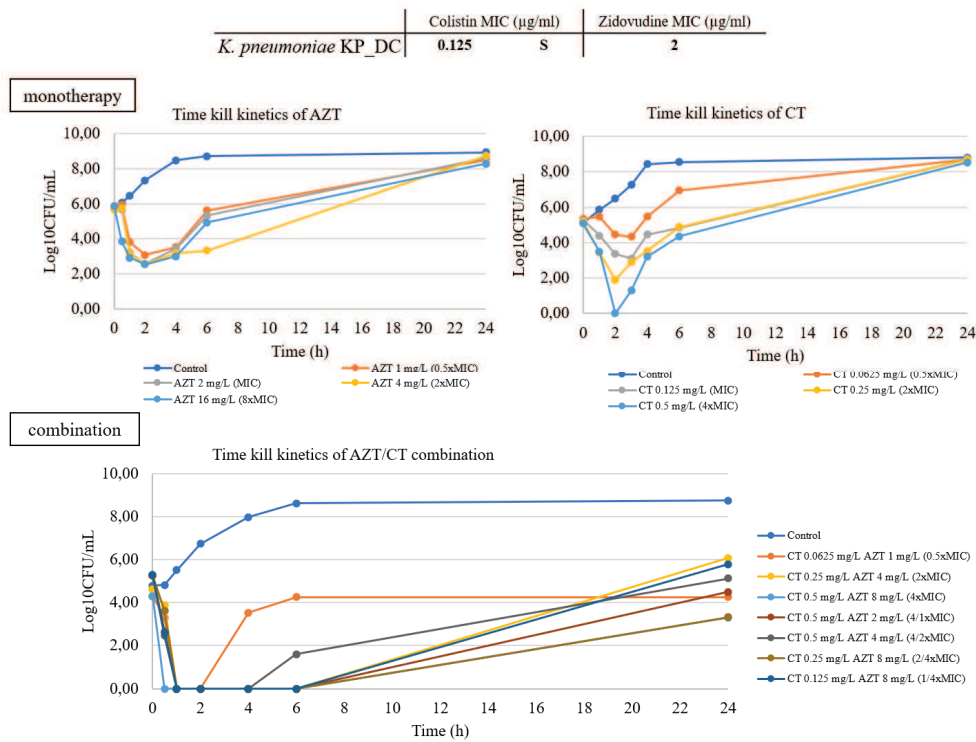 Colistin MIC (µg/ml) Zidovudine MIC (µg/ml)
K. pneumoniae KP_DC 0.125 S 2
monotherapy
Time kill kinetics of AZT
10,00
8,00
6,00
4,00
2,00
0,00
Log10CFU/mL
0 2 4 6 8 10 12 14 16 18 20 22 24
Time (h)
Control
AZT 1 mg/L (0.5xMIC)
AZT 2 mg/L (MIC)
AZT 4 mg/L (2xMIC)
AZT 16 mg/L (8xMIC)
Time kill kinetics of CT
10,00
8,00
6,00
4,00
2,00
0,00
Log10CFU/mL
0 2 4 6 8 10 12 14 16 18 20 22 24
Time (h)
Control
CT 0.0625 mg/L (0.5xMIC)
CT 0.125 mg/L (MIC)
CT 0.25 mg/L (2xMIC)
CT 0.5 mg/L (4xMIC)
combination
Time kill kinetics of AZT/CT combination
10,00
8,00
6,00
4,00
2,00
0,00
Log10CFU/mL
0 2 4 6 8 10 12 14 16 18 20 22 24
Time (h)
Control
CT 0.0625 mg/L AZT 1 mg/L (0.5xMIC)
CT 0.25 mg/L AZT 4 mg/L (2xMIC)
CT 0.5 mg/L AZT 8 mg/L (4xMIC)
CT 0.5 mg/L AZT 2 mg/L (4/1xMIC)
CT 0.5 mg/L AZT 4 mg/L (4/2xMIC)
CT 0.25 mg/L AZT 8 mg/L (2/4xMIC)
CT 0.125 mg/L AZT 8 mg/L (1/4xMIC)